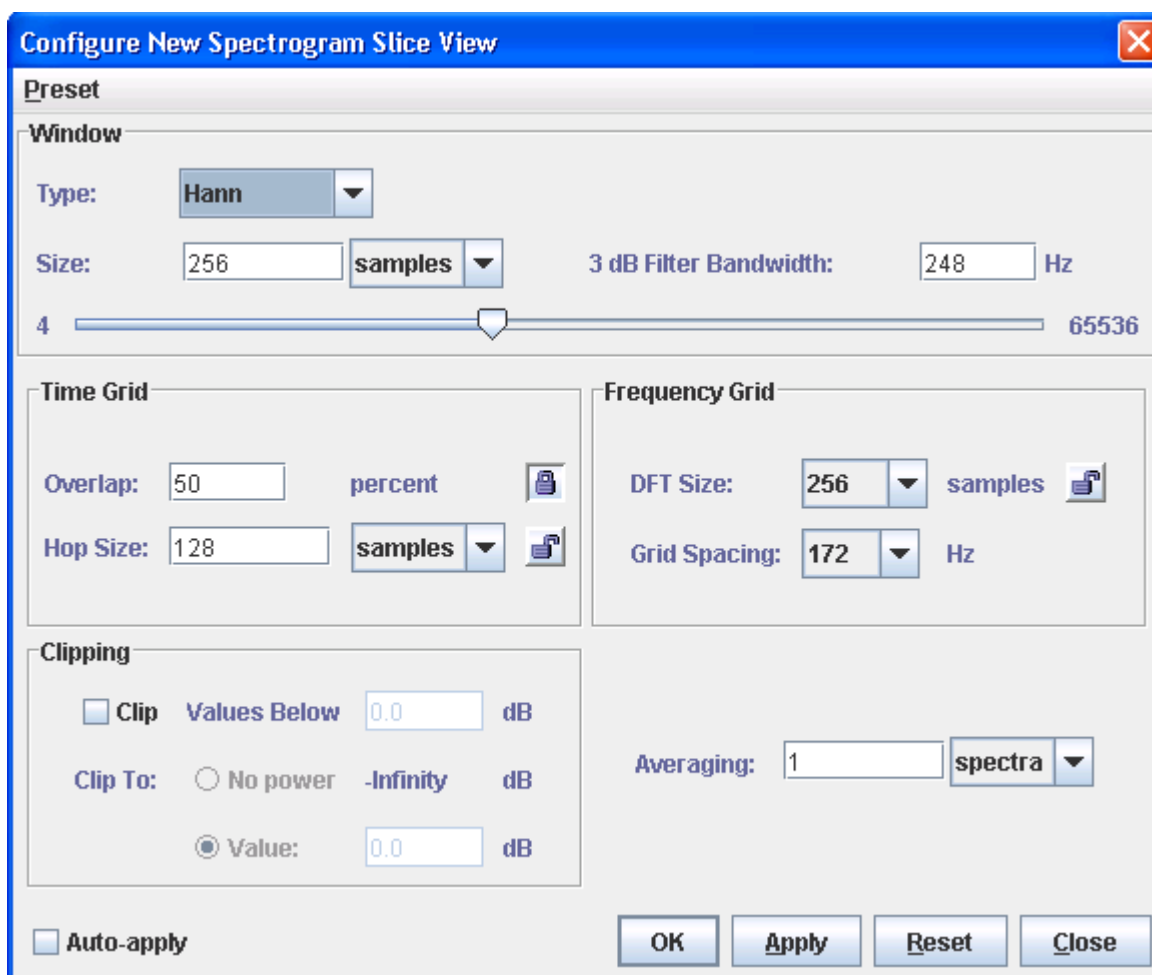 Configure New Spectrogram Slice View
Preset
Window
Type: Hann
Size: 256 samples 3 dB Filter Bandwidth: 248 Hz
4 65536
Time Grid
Overlap: 50 percent
Hop Size: 128 samples
Frequency Grid
DFT Size: 256 samples
Grid Spacing: 172 Hz
Clipping
Clip Values Below 0.0 dB
Clip To: No power -Infinity dB
Value: 0.0 dB
Averaging: 1 spectra
Auto-apply OK Apply Reset Close